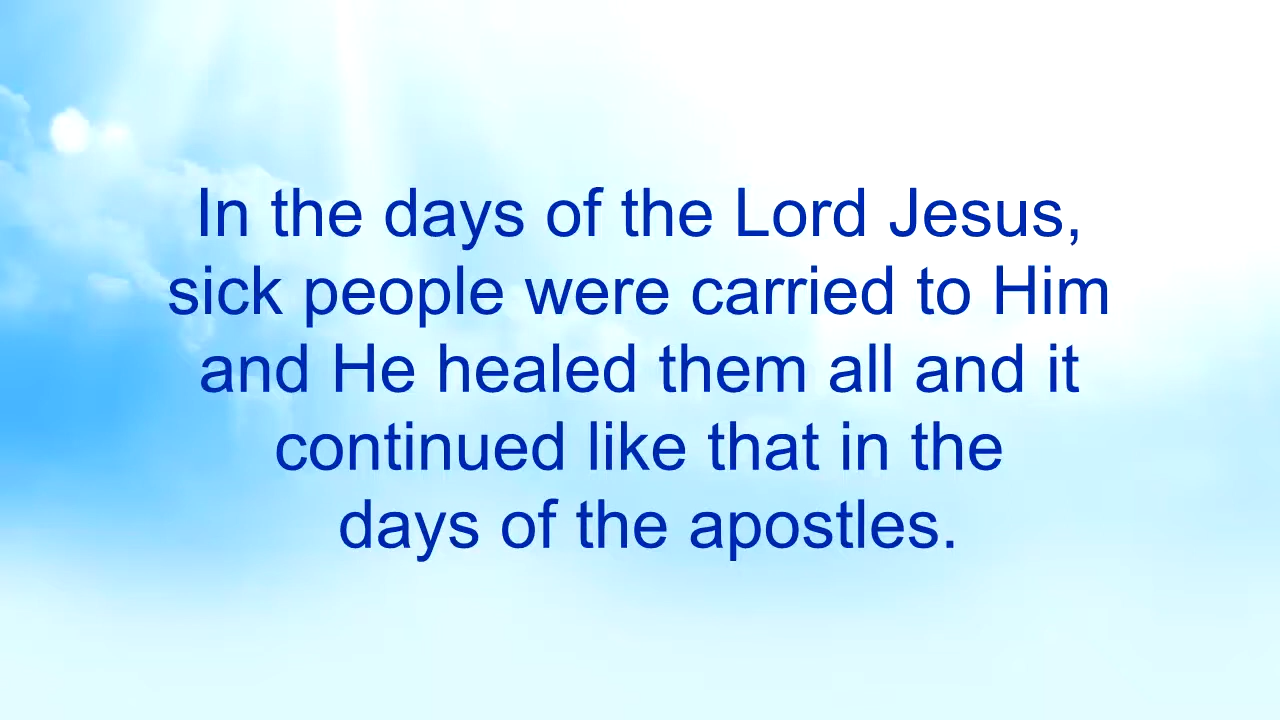 In the days of the Lord Jesus,
sick people were carried to Him
and He healed them all and it
continued like that in the
days of the apostles.